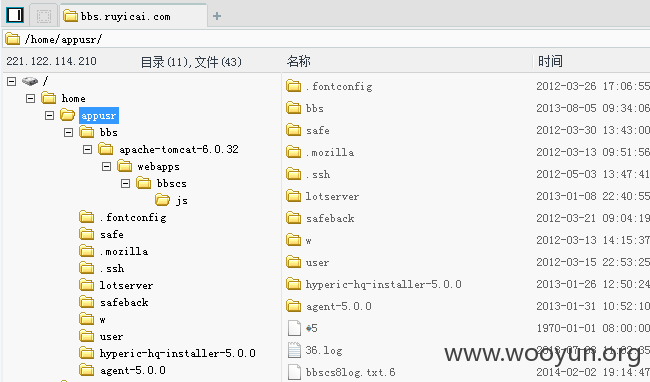 bbs.ruyicai.com
/home/appusr/
221.122.114.210 目录(11),文件(43) 名称 时间
/
home
appusr
bbs
apache-tomcat-6.0.32
webapps
bbscs
js
.fontconfig
safe
.mozilla
.ssh
lotserver
safeback
w
user
hyperic-hq-installer-5.0.0
agent-5.0.0
.fontconfig 2012-03-26 17:06:55
bbs 2013-08-05 09:34:06
safe 2012-03-30 13:43:00
.mozilla 2012-03-13 09:51:56
.ssh 2012-05-03 13:47:41
lotserver 2013-01-08 22:40:55
safeback 2012-03-21 09:04:19
w 2012-03-13 14:15:37
user 2012-03-15 22:53:25
hyperic-hq-installer-5.0.0 2013-01-26 12:50:24
agent-5.0.0 2013-01-31 10:52:10
5 1970-01-01 08:00:00
36.log
bbscs8log.txt.6 2014-02-02 19:14:47
www.wooyun.org